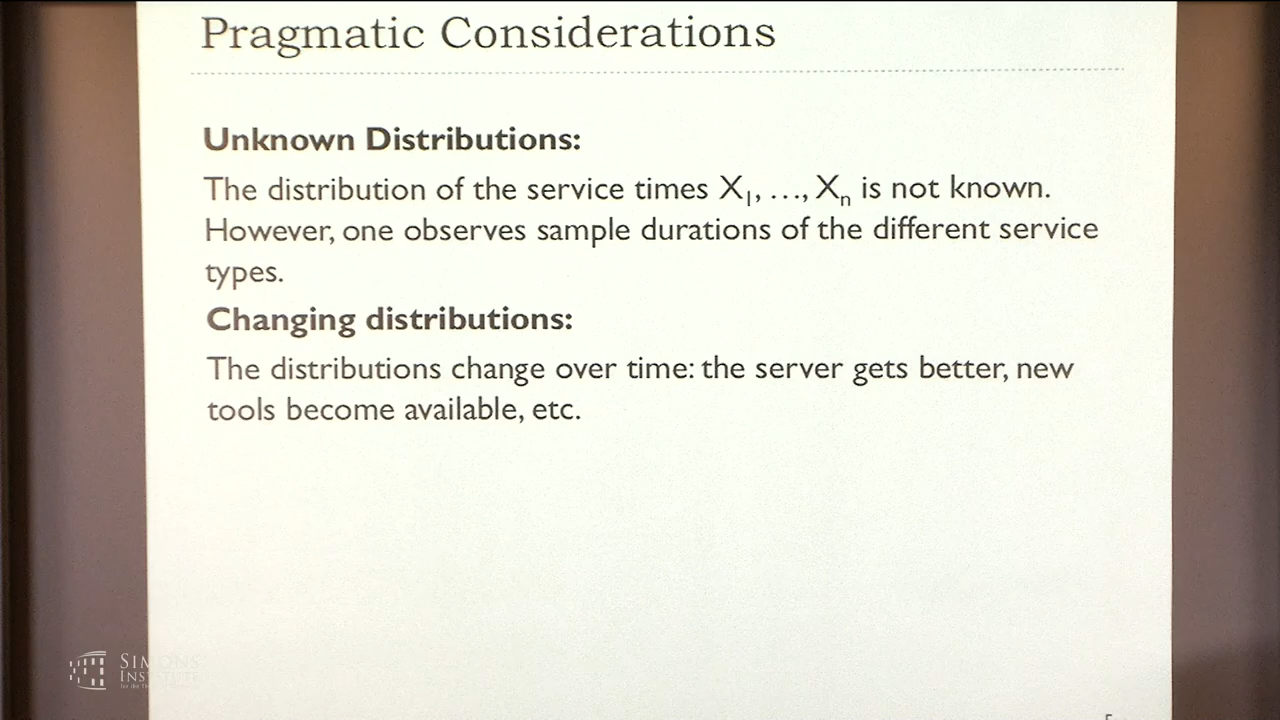 Pragmatic Considerations
Unknown Distributions:
The distribution of the service times X₁, …, Xₙ is not known.
However, one observes sample durations of the different service
types.
Changing distributions:
The distributions change over time: the server gets better, new
tools become available, etc.
SIMONS
INSTITUTE